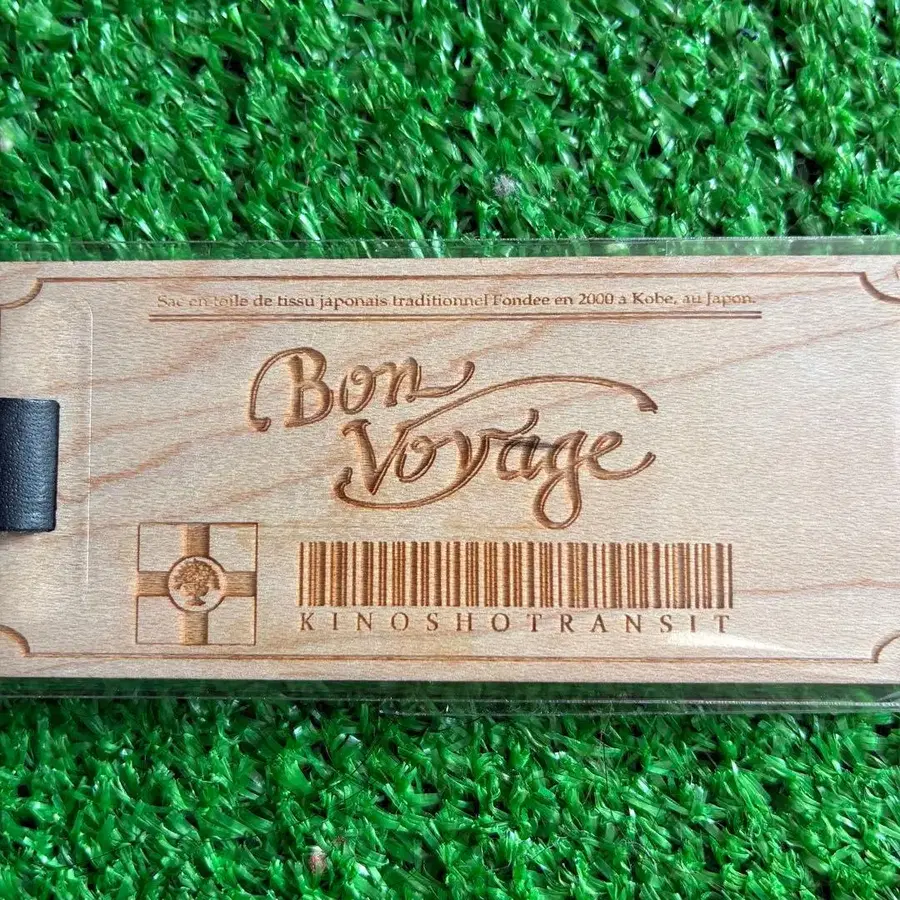 Sac en toile de tissu japonais traditionnel Fondee en 2000 a Kobe, au Japon.
Bon
Voyage
KINOSHOTRANSIT